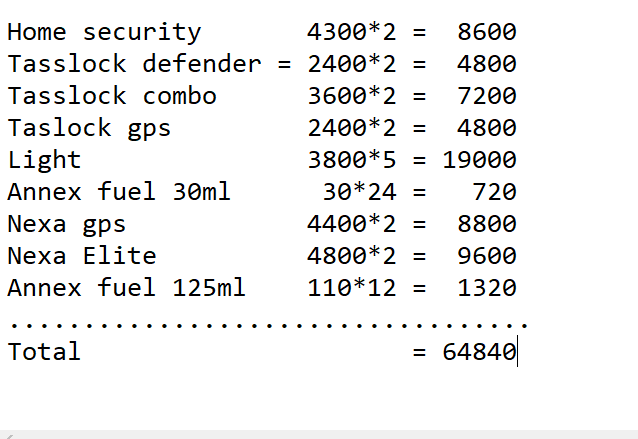 Home security       4300*2 =  8600
Tasslock defender = 2400*2 =  4800
Tasslock combo      3600*2 =  7200
Taslock gps         2400*2 =  4800
Light               3800*5 = 19000
Annex fuel 30ml      30*24 =   720
Nexa gps            4400*2 =  8800
Nexa Elite          4800*2 =  9600
Annex fuel 125ml    110*12 =  1320
...................................
Total                      = 64840